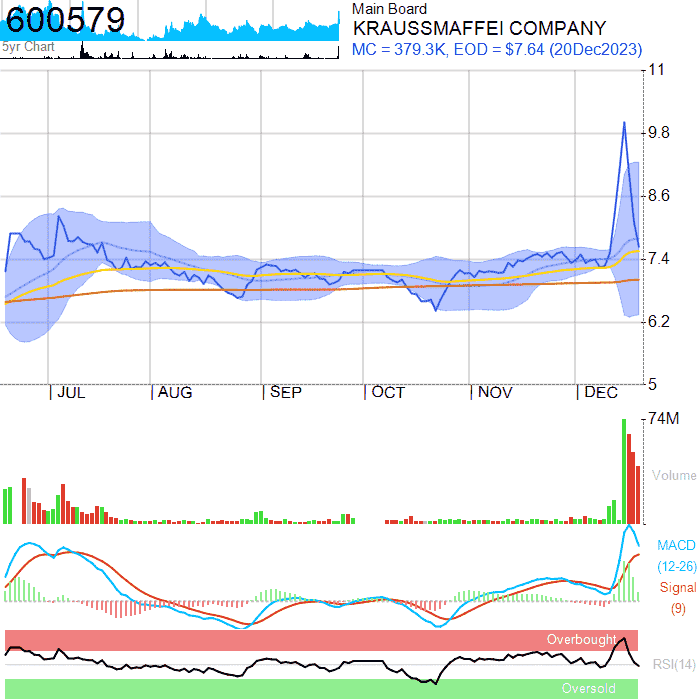 600579
5yr Chart
Main Board
KRAUSSMAFFEI COMPANY
MC = 379.3K, EOD = $7.64 (20Dec2023)
11
9.8
8.6
7.4
6.2
5
JUL AUG SEP OCT NOV DEC
74M
Volume
MACD
(12-26)
Signal
(9)
Overbought
RSI(14)
Oversold